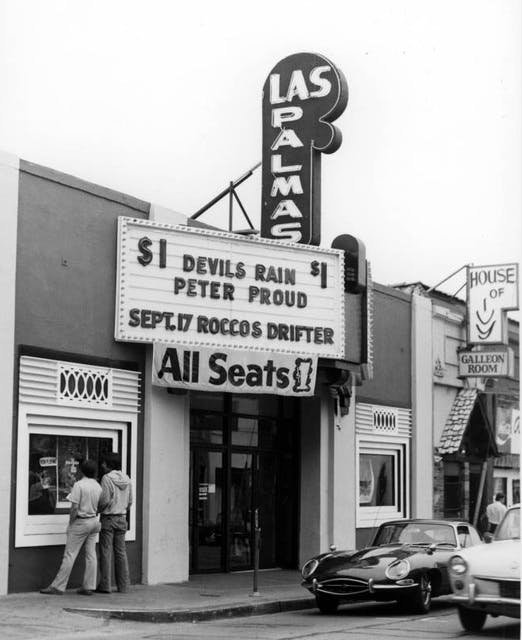 LAS
PALMAS
$1 DEVILS RAIN $1
PETER PROUD
SEPT.17 ROCCOS DRIFTER
All Seats $1
HOUSE
OF
IVY
GALLEON
ROOM